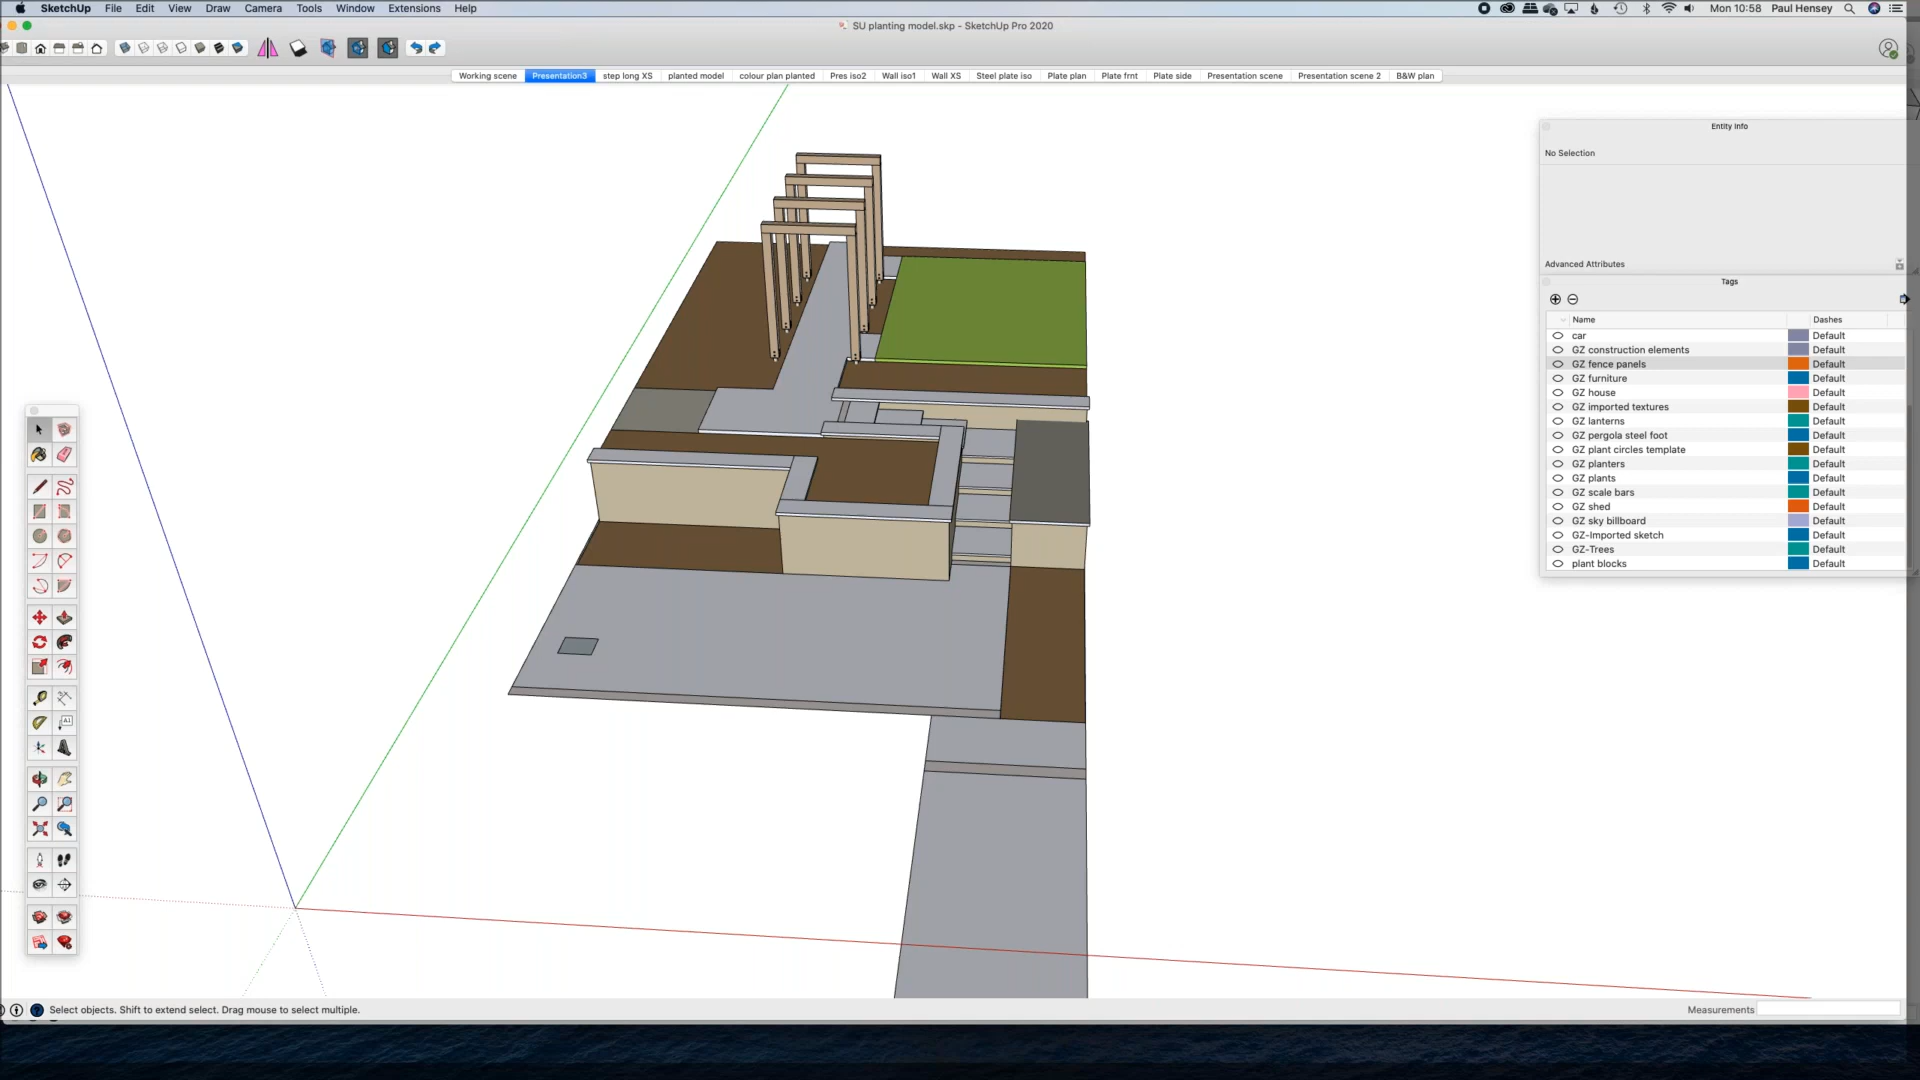 SketchUp File Edit View Draw Camera Tools Window Extensions Help Mon 10:58 Paul Hensey
SU planting model.skp - SketchUp Pro 2020
Working scene Presentation3 step long XS planted model colour plan planted Pres iso2 Wall iso1 Wall XS Steel plate iso Plate plan Plate frnt Plate side Presentation scene Presentation scene 2 B&W plan
Entity Info
No Selection
Advanced Attributes
Tags
Name Dashes
car Default
GZ construction elements Default
GZ fence panels Default
GZ furniture Default
GZ house Default
GZ imported textures Default
GZ lanterns Default
GZ pergola steel foot Default
GZ plant circles template Default
GZ planters Default
GZ plants Default
GZ scale bars Default
GZ shed Default
GZ sky billboard Default
GZ-Imported sketch Default
GZ-Trees Default
plant blocks Default
A1
Select objects. Shift to extend select. Drag mouse to select multiple. Measurements